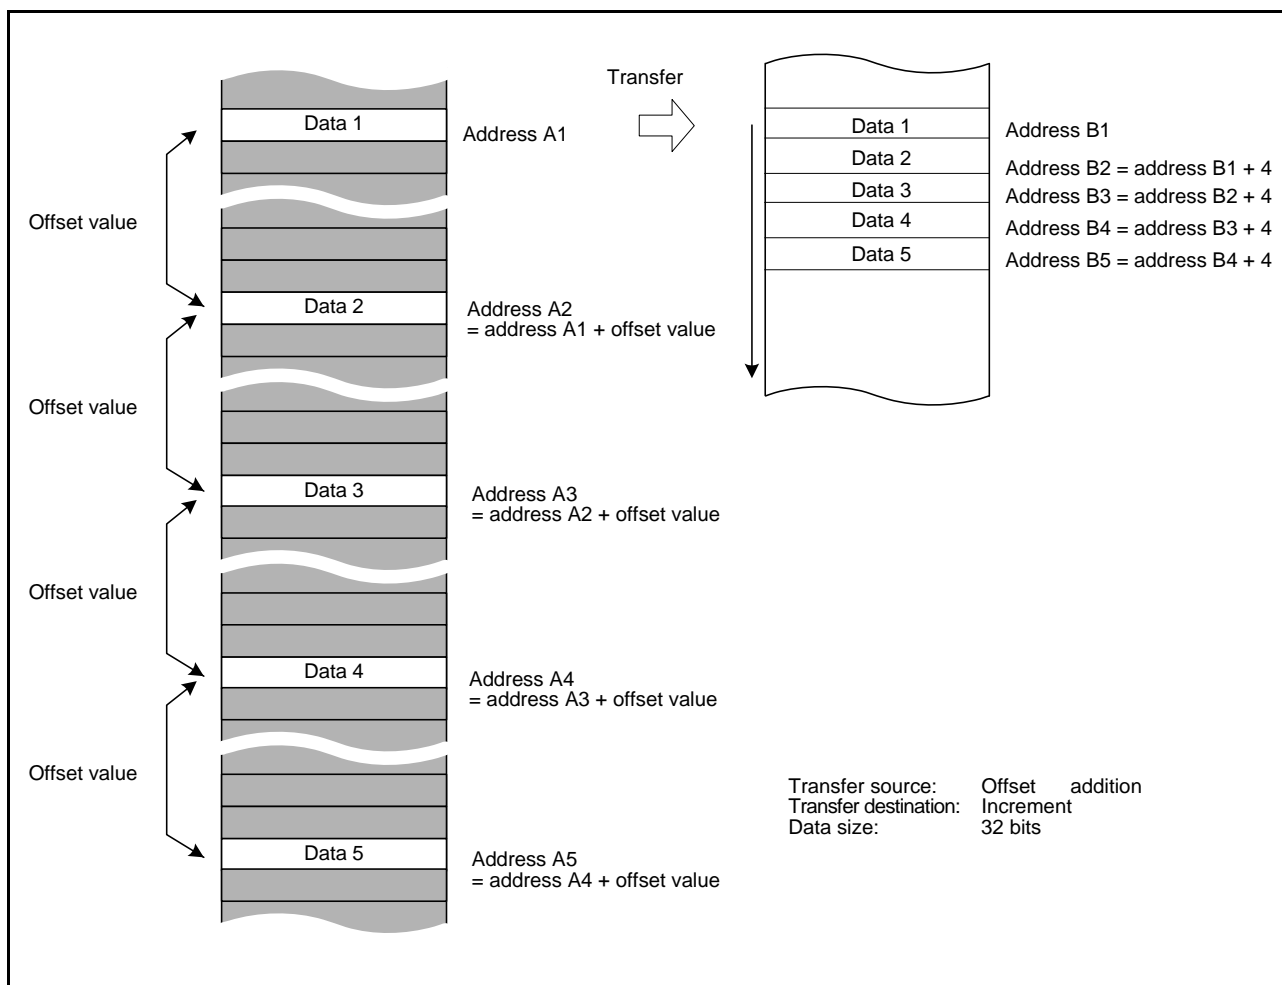 Transfer
Data 1
Address A1
Offset value
Data 2
Address A2
= address A1 + offset value
Offset value
Data 3
Address A3
= address A2 + offset value
Offset value
Data 4
Address A4
= address A3 + offset value
Offset value
Data 5
Address A5
= address A4 + offset value
Data 1
Address B1
Data 2
Address B2 = address B1 + 4
Data 3
Address B3 = address B2 + 4
Data 4
Address B4 = address B3 + 4
Data 5
Address B5 = address B4 + 4
Transfer source: Offset addition
Transfer destination: Increment
Data size: 32 bits